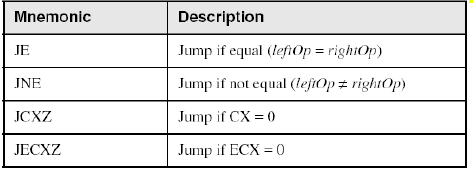 Mnemonic Description
JE Jump if equal (leftOp = rightOp)
JNE Jump if not equal (leftOp ≠ rightOp)
JCXZ Jump if CX = 0
JECXZ Jump if ECX = 0